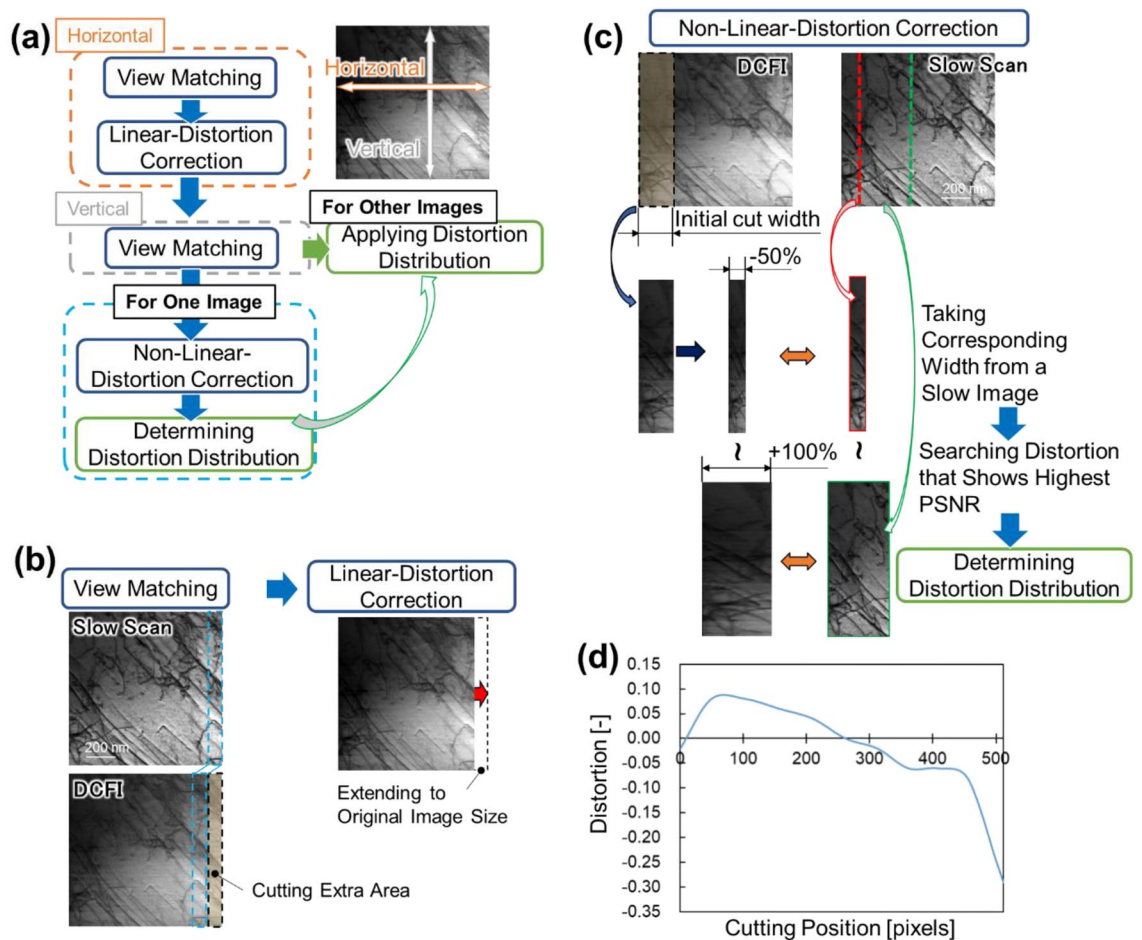 (a)
Horizontal
View Matching
Linear-Distortion
Correction
Horizontal
Vertical
Vertical
View Matching
For Other Images
Applying Distortion
Distribution
For One Image
Non-Linear-
Distortion Correction
Determining
Distortion Distribution
(b)
View Matching
Linear-Distortion
Correction
Slow Scan
200 nm
DCFI
Cutting Extra Area
Extending to
Original Image Size
(c)
Non-Linear-Distortion Correction
DCFI
Slow Scan
200 nm
Initial cut width
-50%
~
~
+100%
Taking
Corresponding
Width from a
Slow Image
Searching Distortion
that Shows Highest
PSNR
Determining
Distortion Distribution
(d)
0.15
0.10
0.05
0.00
-0.05
-0.10
-0.15
-0.20
-0.25
-0.30
-0.35
0 100 200 300 400 500
Distortion [-]
Cutting Position [pixels]